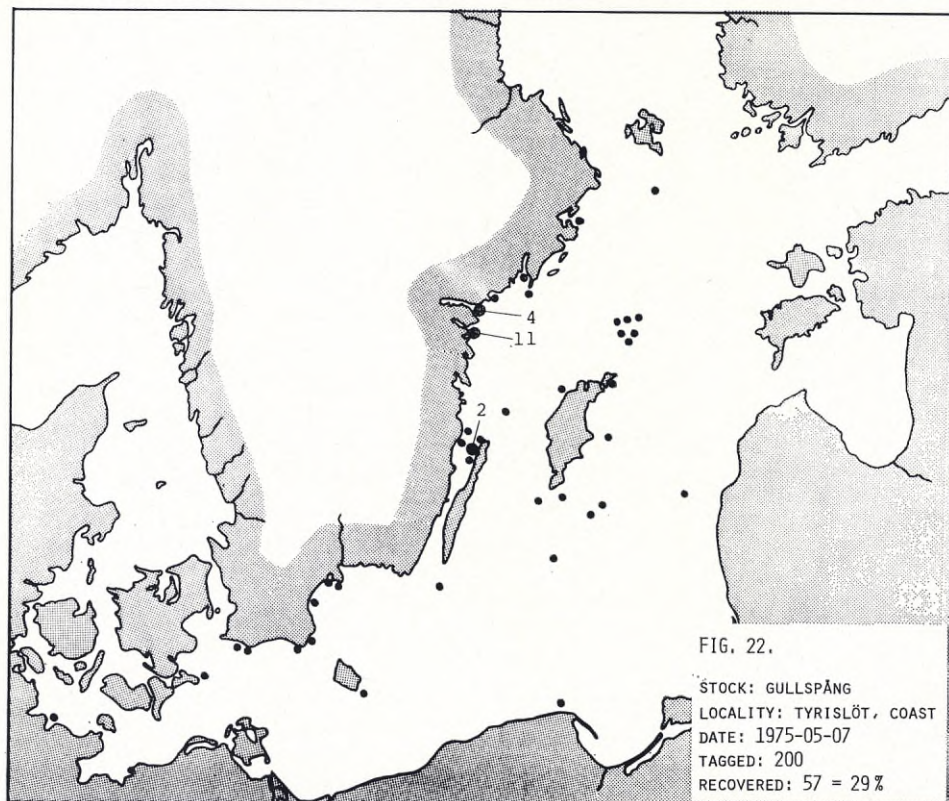 4
11
2
FIG. 22.
STOCK: GULLSPÅNG
LOCALITY: TYRISLÖT, COAST
DATE: 1975-05-07
TAGGED: 200
RECOVERED: 57 = 29%